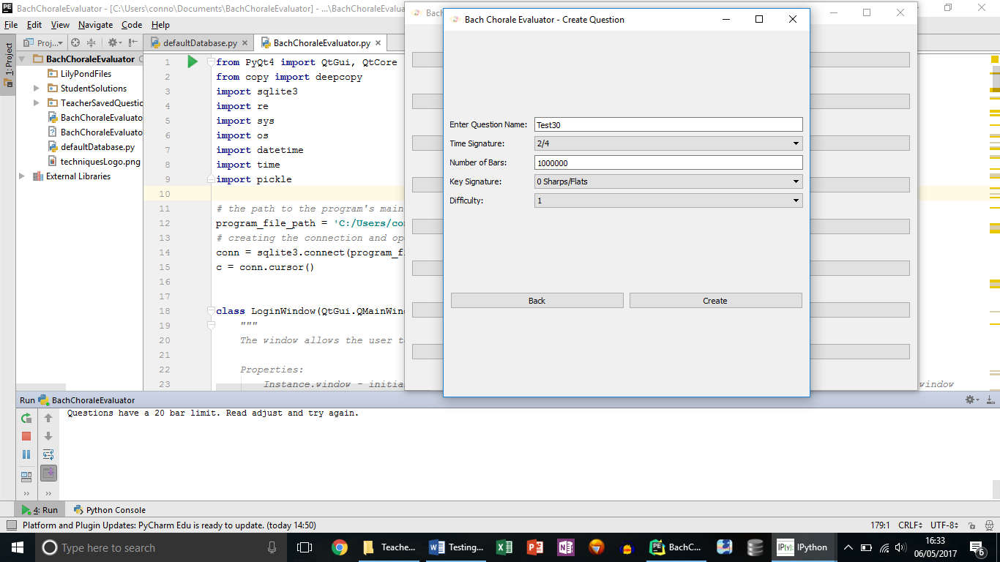 BachChoraleEvaluator - [C:\Users\conno\Documents\BachChoraleEvaluator] - ...\BachChoraleEvaluat
File Edit View Navigate Code Help
1: Project
Proj...
defaultDatabase.py
BachChoraleEvaluator.py
BachChoraleEvaluator
LilyPondFiles
StudentSolutions
TeacherSavedQuestic
BachChoraleEvaluato
BachChoraleEvaluato
defaultDatabase.py
techniquesLogo.png
External Libraries
1 from PyQt4 import QtGui, QtCore
2 from copy import deepcopy
3 import sqlite3
4 import re
5 import sys
6 import os
7 import datetime
8 import time
9 import pickle
10
11 # the path to the program's main
12 program_file_path = 'C:/Users/co
13 # creating the connection and op
14 conn = sqlite3.connect(program_f
15 c = conn.cursor()
16
17
18 class LoginWindow(QtGui.QMainWin
19 """
20 The window allows the user t
21
22 Properties:
23 Instance.window - initia
window
Bac
Bach Chorale Evaluator - Create Question
Enter Question Name: Test30
Time Signature: 2/4
Number of Bars: 1000000
Key Signature: 0 Sharps/Flats
Difficulty: 1
Back Create
Run BachChoraleEvaluator
Questions have a 20 bar limit. Read adjust and try again.
4: Run Python Console
Platform and Plugin Updates: PyCharm Edu is ready to update. (today 14:50)
179:1 CRLF UTF-8
Type here to search
Teache...
Testing...
BachC...
IP[y]: IPython
16:33
06/05/2017
6